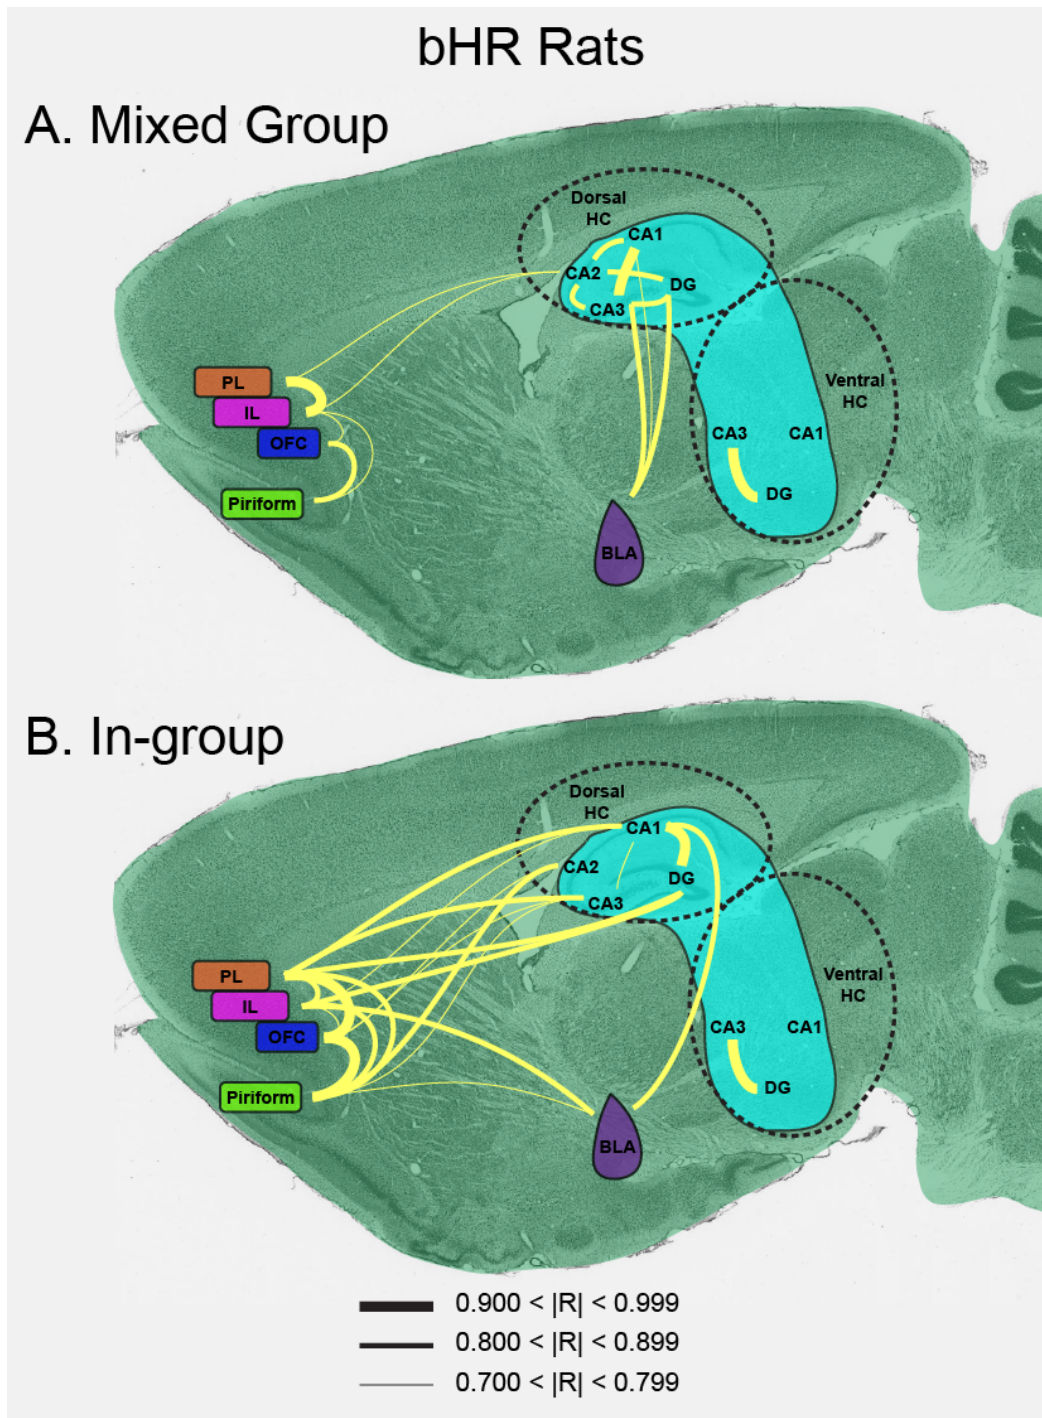 bHR Rats
A. Mixed Group
Dorsal
HC
CA1
CA2
DG
CA3
PL
IL
OFC
Piriform
Ventral
HC
CA3
CA1
DG
BLA
B. In-group
Dorsal
HC
CA1
CA2
DG
CA3
PL
IL
OFC
Piriform
Ventral
HC
CA3
CA1
DG
BLA
0.900 < |R| < 0.999
0.800 < |R| < 0.899
0.700 < |R| < 0.799